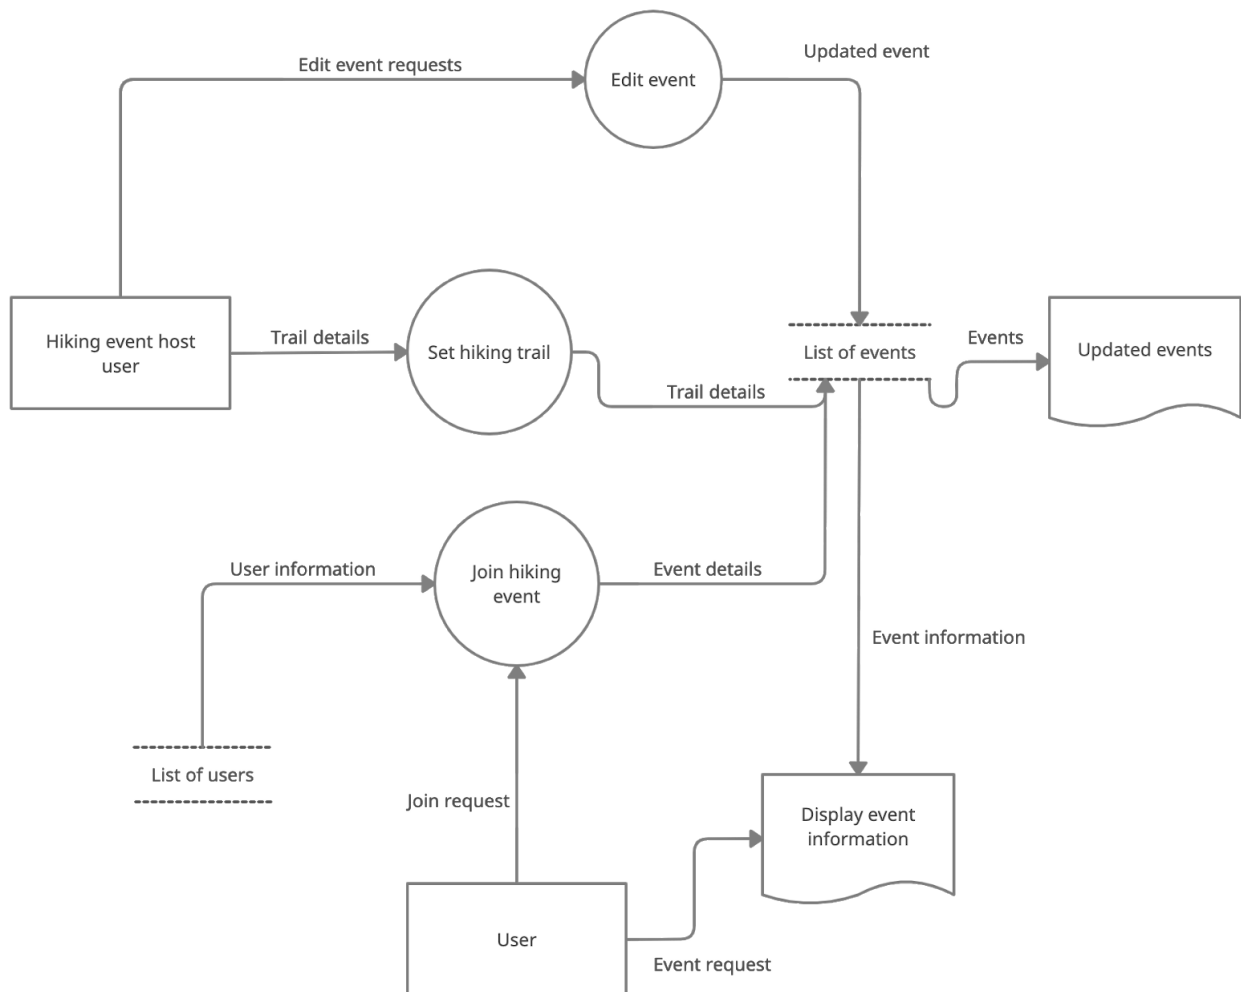 Updated event
Edit event requests
Edit event
Hiking event host
user
Trail details
Set hiking trail
Trail details
List of events
Events
Updated events
User information
Join hiking
event
Event details
Event information
List of users
Join request
Display event
information
User
Event request